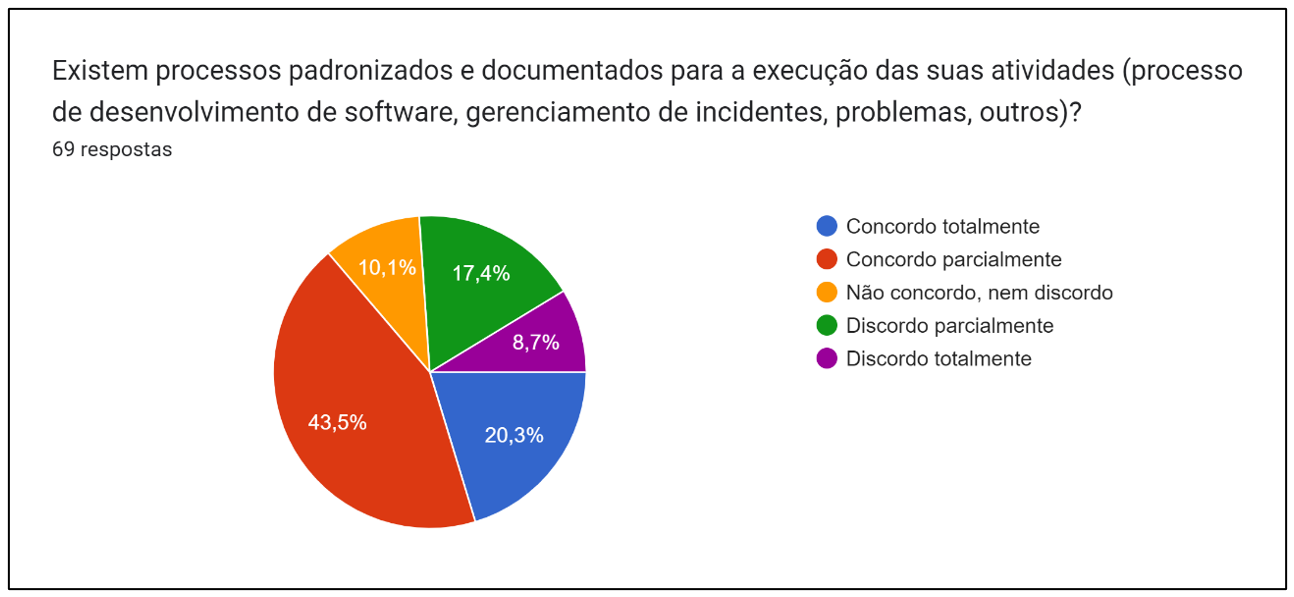 Existem processos padronizados e documentados para a execução das suas atividades (processo
de desenvolvimento de software, gerenciamento de incidentes, problemas, outros)?
69 respostas
10,1%
17,4%
8,7%
43,5%
20,3%
Concordo totalmente
Concordo parcialmente
Não concordo, nem discordo
Discordo parcialmente
Discordo totalmente